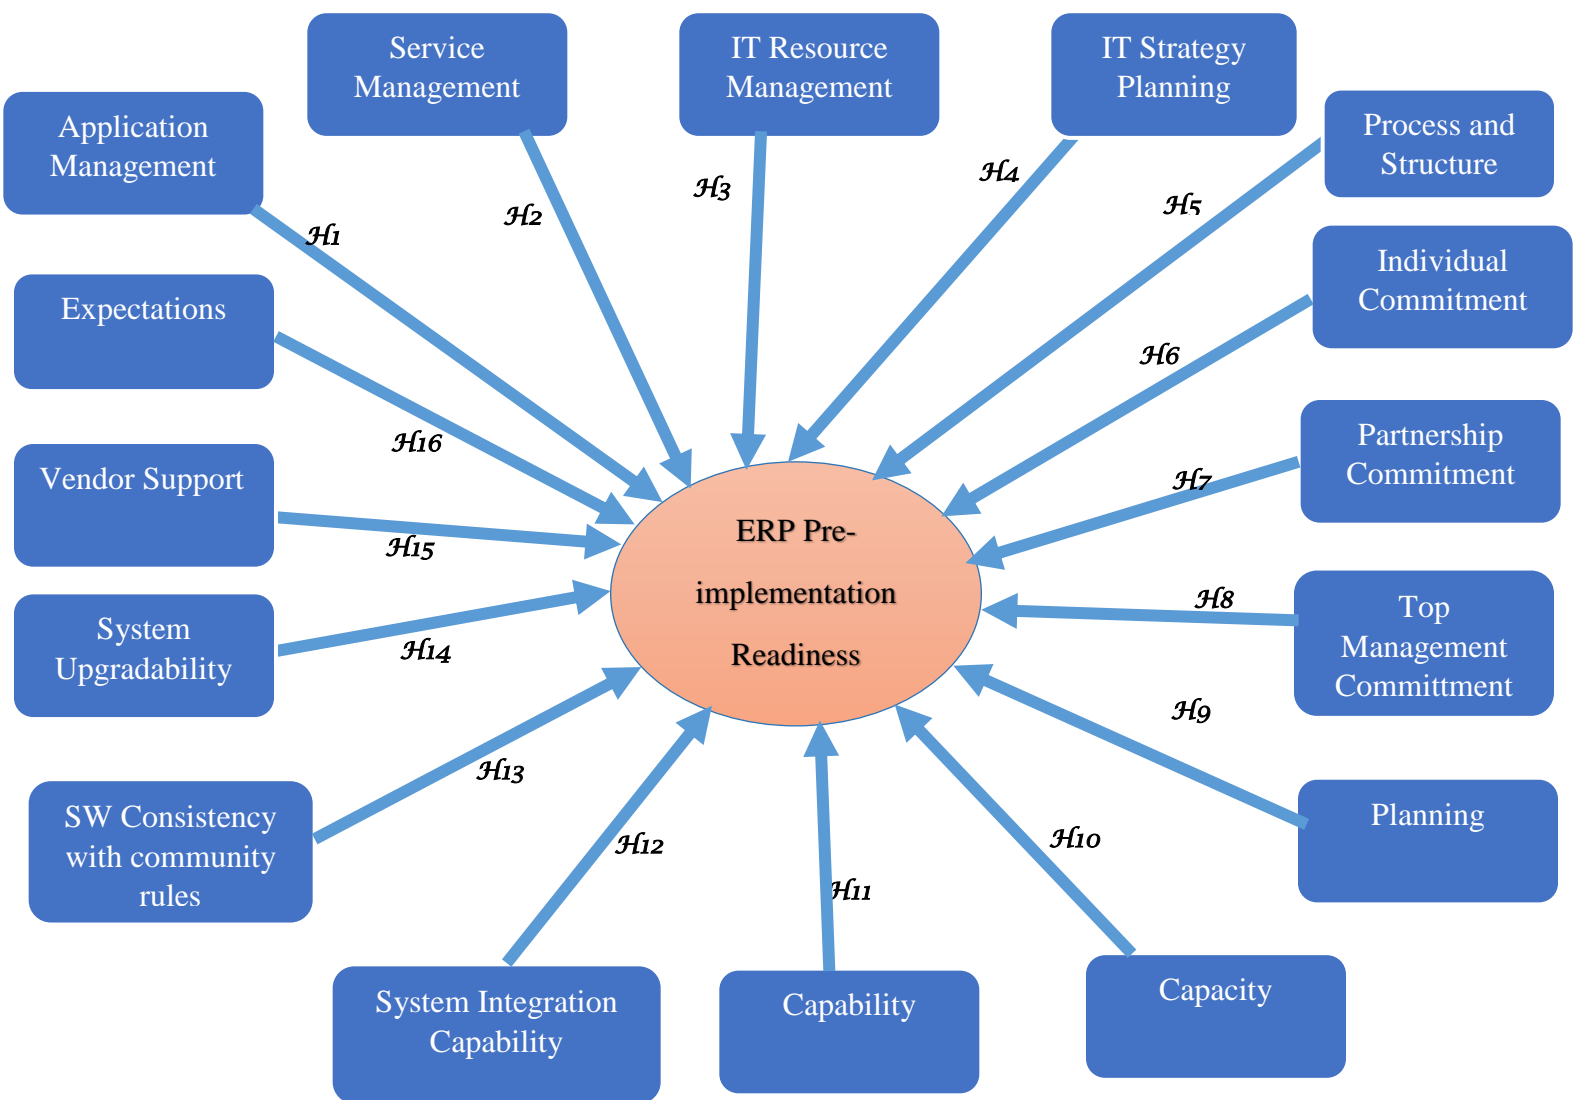 Service
Management
IT Resource
Management
IT Strategy
Planning
Application
Management
Process and
Structure
H1
H2
H3
H4
H5
Individual
Commitment
Expectations
H16
H6
Vendor Support
Partnership
Commitment
H15
H7
ERP Pre-
implementation
Readiness
System
Upgradability
H14
H8
Top
Management
Committment
H13
H9
SW Consistency
with community
rules
Planning
H12
H11
H10
System Integration
Capability
Capability
Capacity